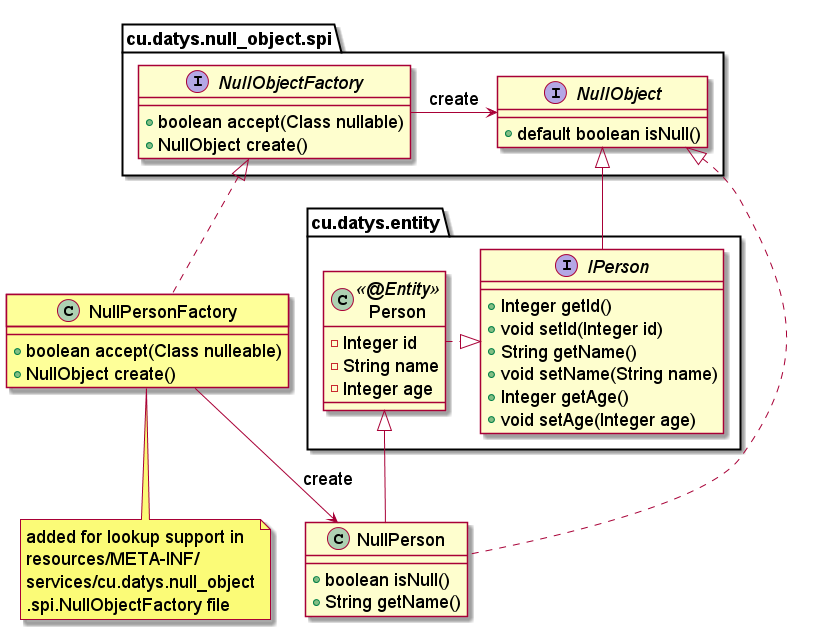 cu.datys.null_object.spi
I NullObjectFactory
boolean accept(Class nullable)
NullObject create()
create
I NullObject
default boolean isNull()
cu.datys.entity
C «@Entity»
Person
Integer id
String name
Integer age
I IPerson
Integer getId()
void setId(Integer id)
String getName()
void setName(String name)
Integer getAge()
void setAge(Integer age)
C NullPersonFactory
boolean accept(Class nulleable)
NullObject create()
create
added for lookup support in
resources/META-INF/
services/cu.datys.null_object
.spi.NullObjectFactory file
C NullPerson
boolean isNull()
String getName()